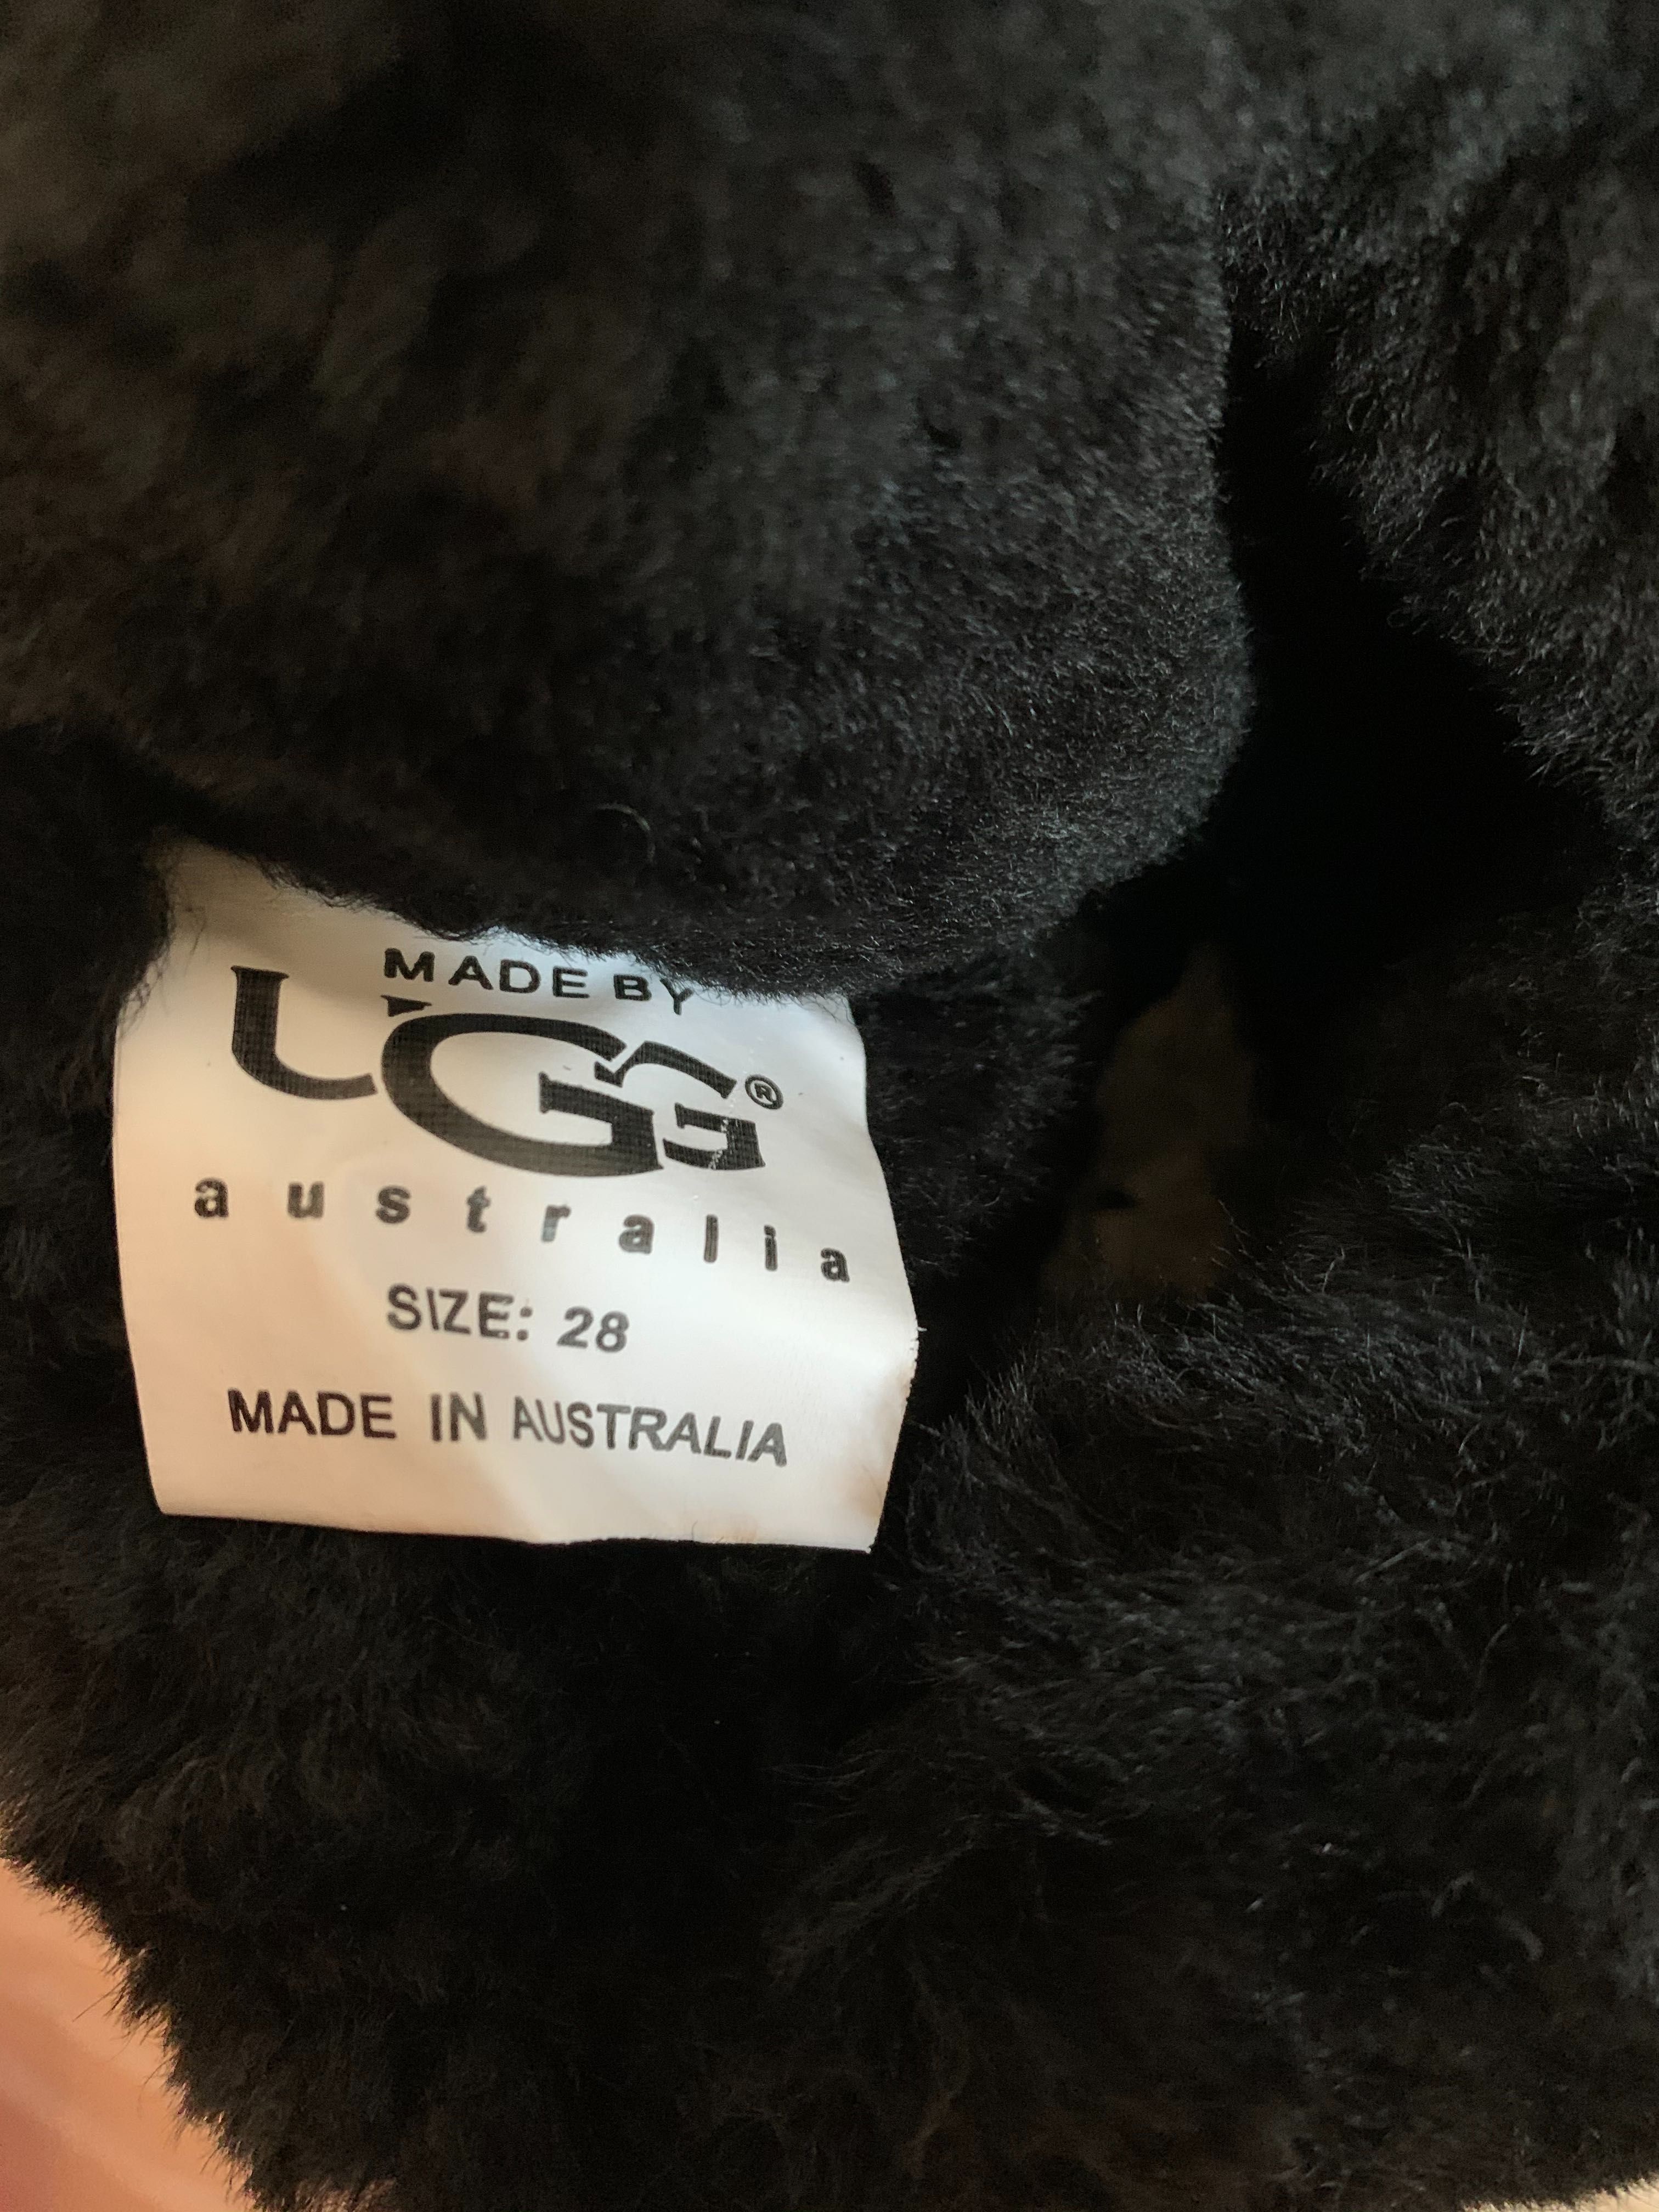 MADE BY
UGG®
australia
SIZE: 28
MADE IN AUSTRALIA